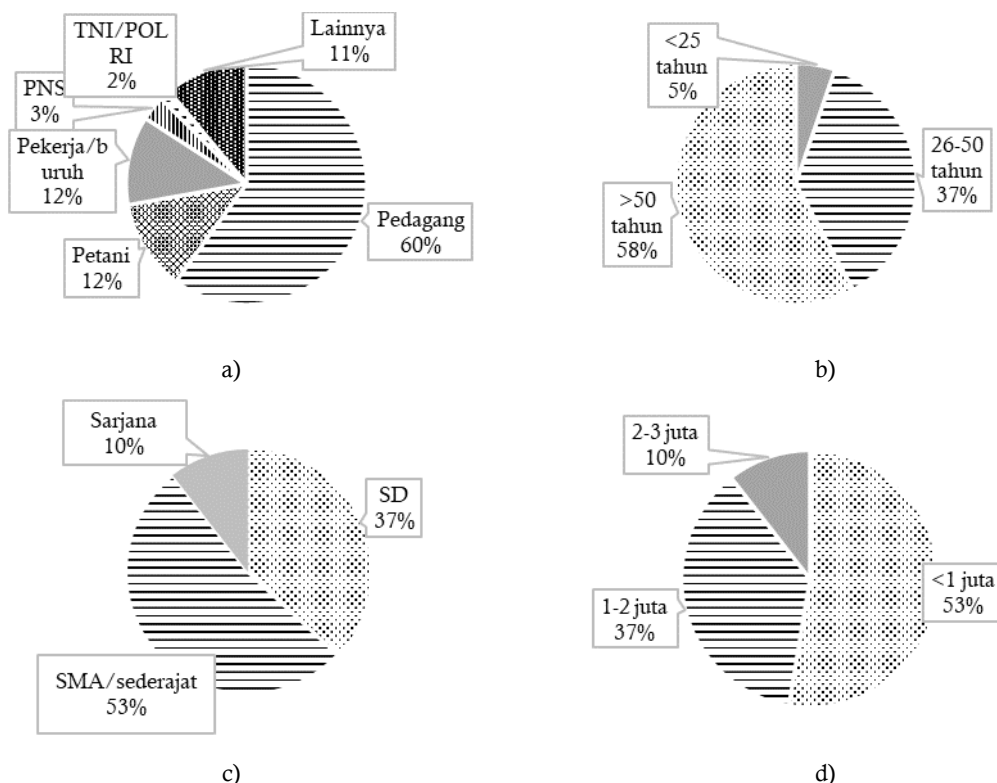 TNI/POL
RI
2%
Lainnya
11%
PNS
3%
Pekerja/b
uruh
12%
Petani
12%
Pedagang
60%
a)
<25
tahun
5%
26-50
tahun
37%
>50
tahun
58%
b)
Sarjana
10%
SD
37%
SMA/sederajat
53%
c)
2-3 juta
10%
<1 juta
53%
1-2 juta
37%
d)